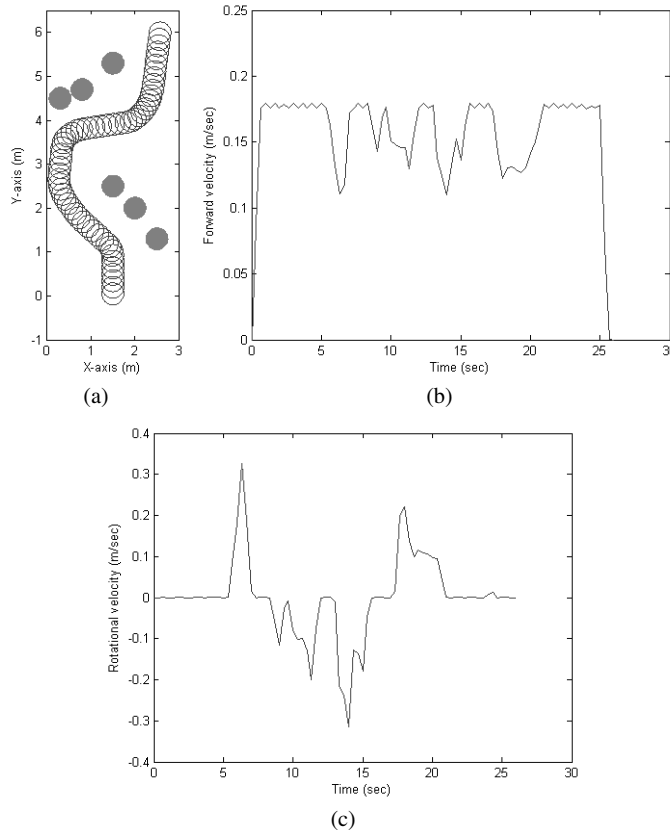 6
5
4
3
2
1
0
-1
Y-axis (m)
0 1 2 3
X-axis (m)
(a)
0.25
0.2
0.15
0.1
0.05
0
Forward velocity (m/sec)
0 5 10 15 20 25 30
Time (sec)
(b)
0.4
0.3
0.2
0.1
0
-0.1
-0.2
-0.3
-0.4
Rotational velocity (m/sec)
0 5 10 15 20 25 30
Time (sec)
(c)